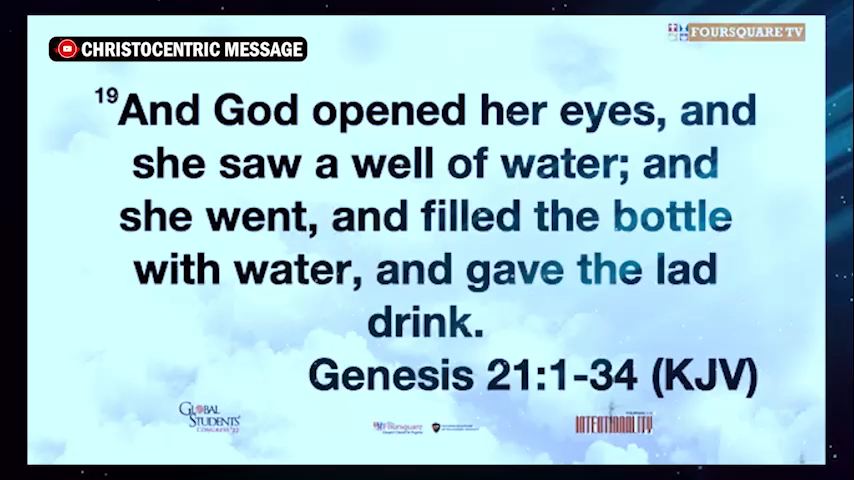 CHRISTOCENTRIC MESSAGE
FOURSQUARE TV
19And God opened her eyes, and
she saw a well of water; and
she went, and filled the bottle
with water, and gave the lad
drink.
Genesis 21:1-34 (KJV)
GLOBAL
STUDENTS'
Foursquare
INTENTIONALITY